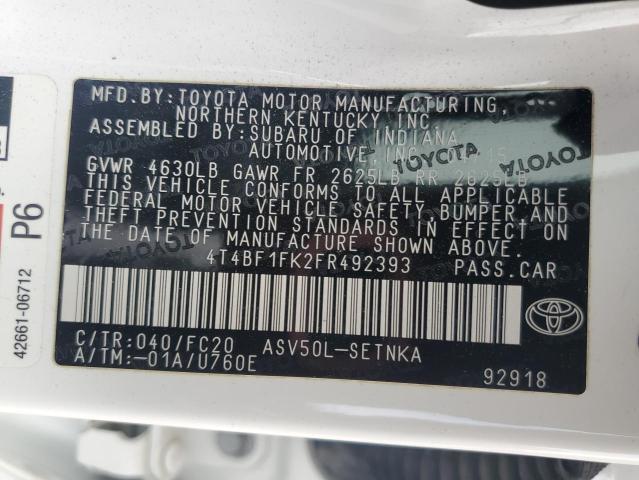 MFD.BY:TOYOTA MOTOR MANUFACTURING,
NORTHERN KENTUCKY,INC.
ASSEMBLED BY:SUBARU OF INDIANA
AUTOMOTIVE,INC.
GVWR 4630LB GAWR FR 2625LB RR 2625LB
THIS VEHICLE CONFORMS TO ALL APPLICABLE
FEDERAL MOTOR VEHICLE SAFETY, BUMPER,AND
THEFT PREVENTION STANDARDS IN EFFECT ON
THE DATE OF MANUFACTURE SHOWN ABOVE.
4T4BF1FK2FR492393 PASS.CAR
C/TR:040/FC20 ASV50L-SETNKA
A/TM:-01A/U760E
92918
TOYOTA
P6
42661-06712